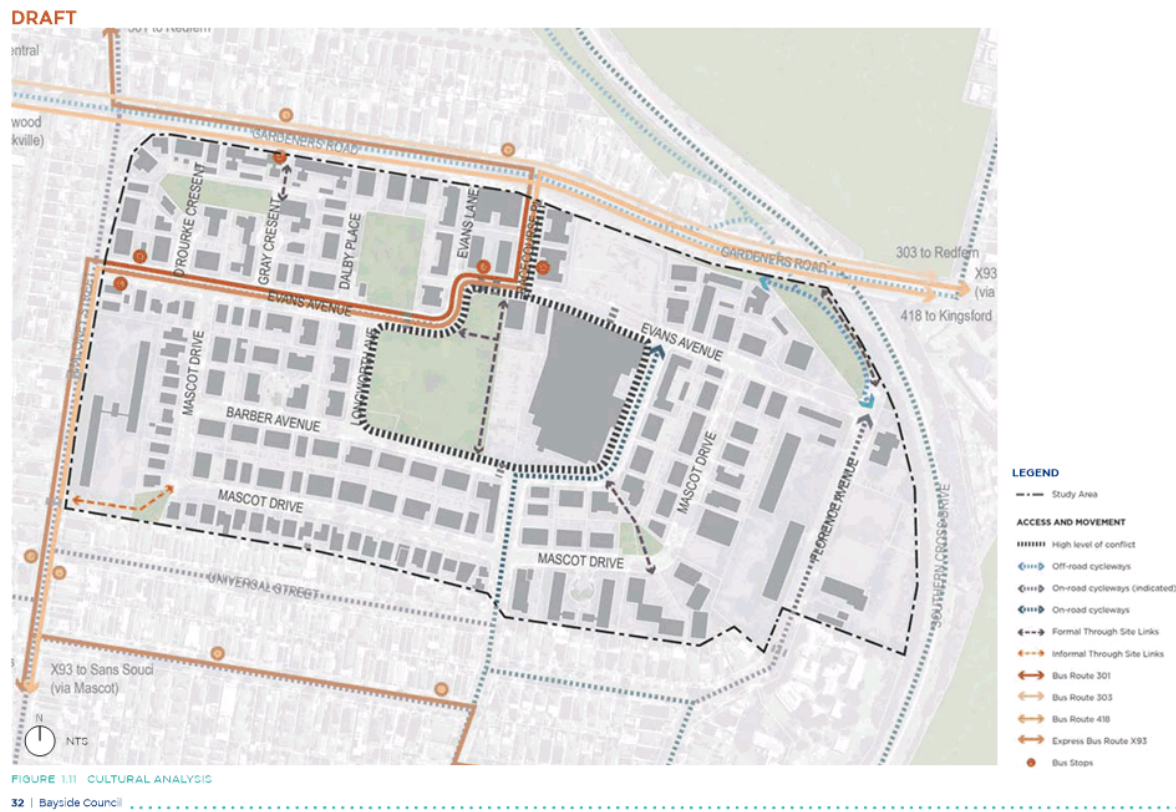 DRAFT
301 to Redfern
entral
wood
kville)
GARDENERS ROAD
O'ROURKE CRESENT
GRAY CRESENT
DALBY PLACE
EVANS LANE
EVANS AVENUE
GARDENERS ROAD
303 to Redfern
X93
(via
418 to Kingsford
EVANS AVENUE
MASCOT DRIVE
LONGWORTH AVE
BARBER AVENUE
MASCOT DRIVE
MASCOT DRIVE
MASCOT DRIVE
FLORENCE AVENUE
SOUTHERN CROSS DRIVE
UNIVERSAL STREET
X93 to Sans Souci
(via Mascot)
N
NTS
LEGEND
Study Area
ACCESS AND MOVEMENT
High level of conflict
Off-road cycleways
On-road cycleways (indicated)
On-road cycleways
Formal Through Site Links
Informal Through Site Links
Bus Route 301
Bus Route 303
Bus Route 418
Express Bus Route X93
Bus Stops
FIGURE 1.11 CULTURAL ANALYSIS
32 | Bayside Council